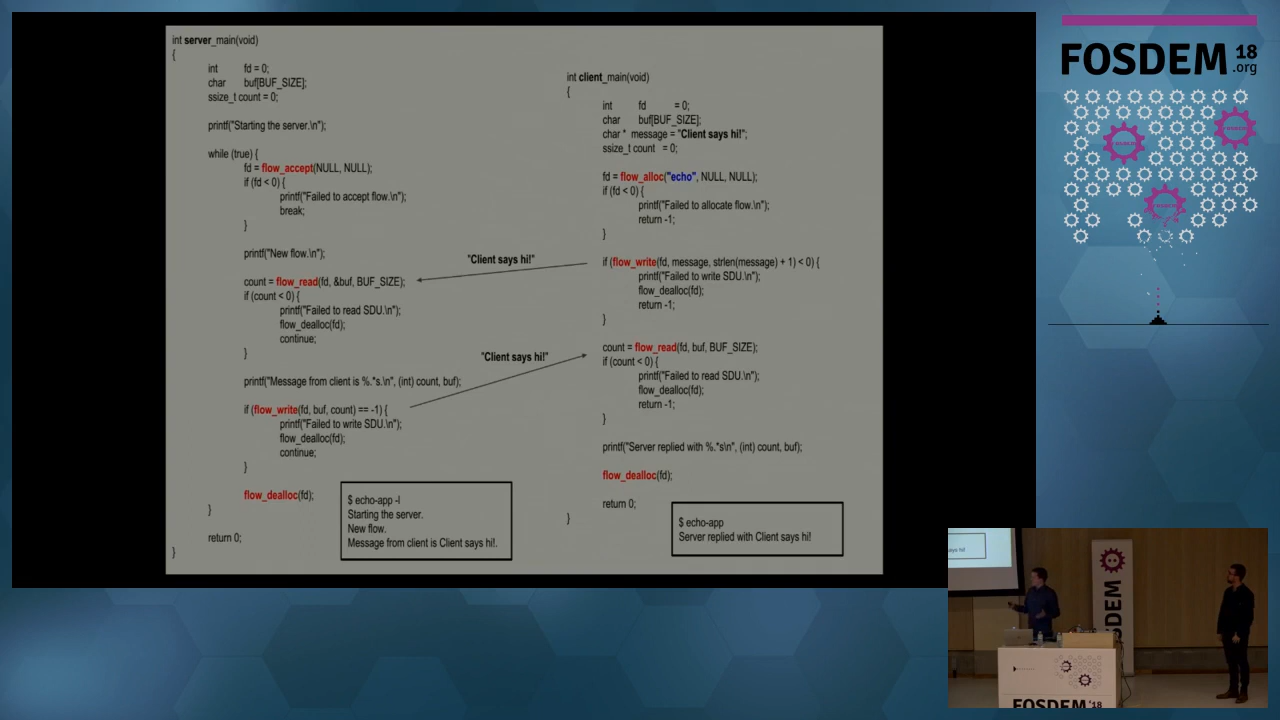 int server_main(void)
{
int fd = 0;
char buf[BUF_SIZE];
ssize_t count = 0;
printf("Starting the server.\n");
while (true) {
fd = flow_accept(NULL, NULL);
if (fd < 0) {
printf("Failed to accept flow.\n");
break;
}
printf("New flow.\n");
count = flow_read(fd, &buf, BUF_SIZE);
if (count < 0) {
printf("Failed to read SDU.\n");
flow_dealloc(fd);
continue;
}
printf("Message from client is %.*s.\n", (int) count, buf);
if (flow_write(fd, buf, count) == -1) {
printf("Failed to write SDU.\n");
flow_dealloc(fd);
continue;
}
flow_dealloc(fd);
}
return 0;
}
$ echo-app -l
Starting the server.
New flow.
Message from client is Client says hi!.
"Client says hi!"
"Client says hi!"
int client_main(void)
{
int fd = 0;
char buf[BUF_SIZE];
char * message = "Client says hi!";
ssize_t count = 0;
fd = flow_alloc("echo", NULL, NULL);
if (fd < 0) {
printf("Failed to allocate flow.\n");
return -1;
}
if (flow_write(fd, message, strlen(message) + 1) < 0) {
printf("Failed to write SDU.\n");
flow_dealloc(fd);
return -1;
}
count = flow_read(fd, buf, BUF_SIZE);
if (count < 0) {
printf("Failed to read SDU.\n");
flow_dealloc(fd);
return -1;
}
printf("Server replied with %.*s\n", (int) count, buf);
flow_dealloc(fd);
return 0;
}
$ echo-app
Server replied with Client says hi!
FOSDEM 18
.org
FOSDEM
FOSDEM '18